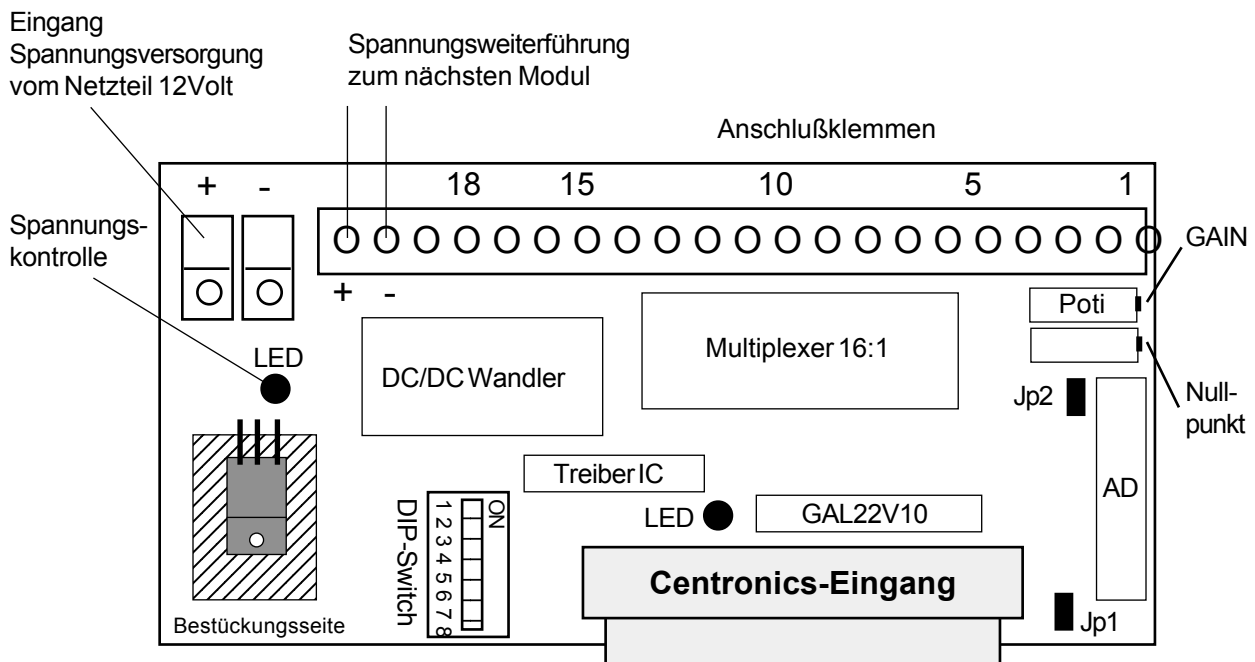 Eingang
Spannungsversorgung
vom Netzteil 12Volt
Spannungsweiterführung
zum nächsten Modul
Anschlußklemmen
+ - 18 15 10 5 1
Spannungs-
kontrolle
GAIN
+ -
Poti
LED
DC/DC Wandler
Multiplexer 16:1
Jp2
Null-
punkt
Treiber IC
AD
DIP-Switch
1 2 3 4 5 6 7 8
ON
LED
GAL22V10
Centronics-Eingang
Bestückungsseite
Jp1